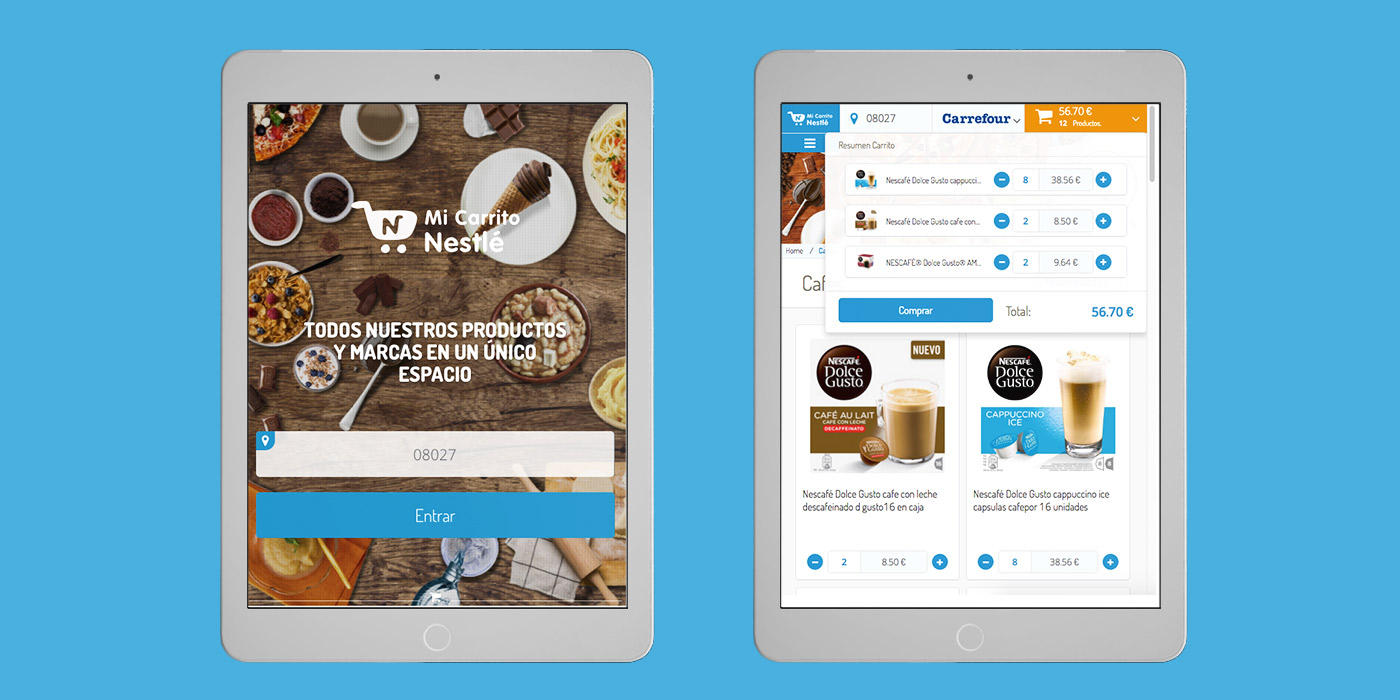 Mi Carrito
Nestlé
TODOS NUESTROS PRODUCTOS
Y MARCAS EN UN ÚNICO
ESPACIO
08027
Entrar
Mi Carrito
Nestlé
08027
Carrefour
56.70 €
12 Productos.
Resumen Carrito
Nescafé Dolce Gusto cappucci...
8
38.56 €
Nescafé Dolce Gusto cafe con...
2
8.50 €
NESCAFÉ® Dolce Gusto® AM...
2
9.64 €
Home / Ca
Caf
Comprar
Total:
56.70 €
NESCAFÉ
Dolce
Gusto
NUEVO
CAFÉ AU LAIT
CAFE CON LECHE
DECAFFEINATO
Nescafé Dolce Gusto cafe con leche
descafeinado d gusto16 en caja
2
8.50 €
NESCAFÉ
Dolce
Gusto
CAPPUCCINO
ICE
Nescafé Dolce Gusto cappuccino ice
capsulas cafepor 16 unidades
8
38.56 €